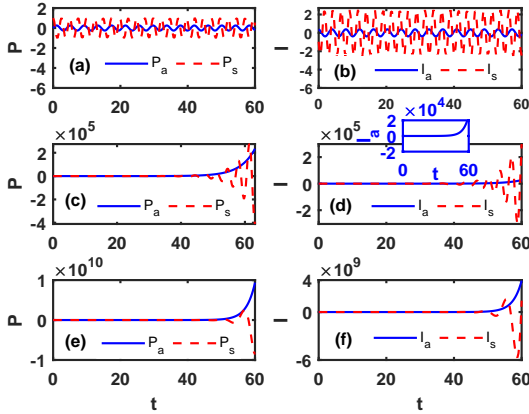 2
0
-2
-4
-6
P
(a)
P_a
P_s
0 20 40 60
2
0
-2
-6
I
(b)
I_a
I_s
0 20 40 60
×10^5
2
0
-2
-4
P
(c)
P_a
P_s
0 20 40 60
×10^5
2
0
-2
I
(d)
I_a
I_s
0 20 40 60
×10^4
2
0
-2
I_a
0 t 60
×10^10
1
0
-1
P
(e)
P_a
P_s
0 20 40 60
t
×10^9
4
0
-6
I
(f)
I_a
I_s
0 20 40 60
t